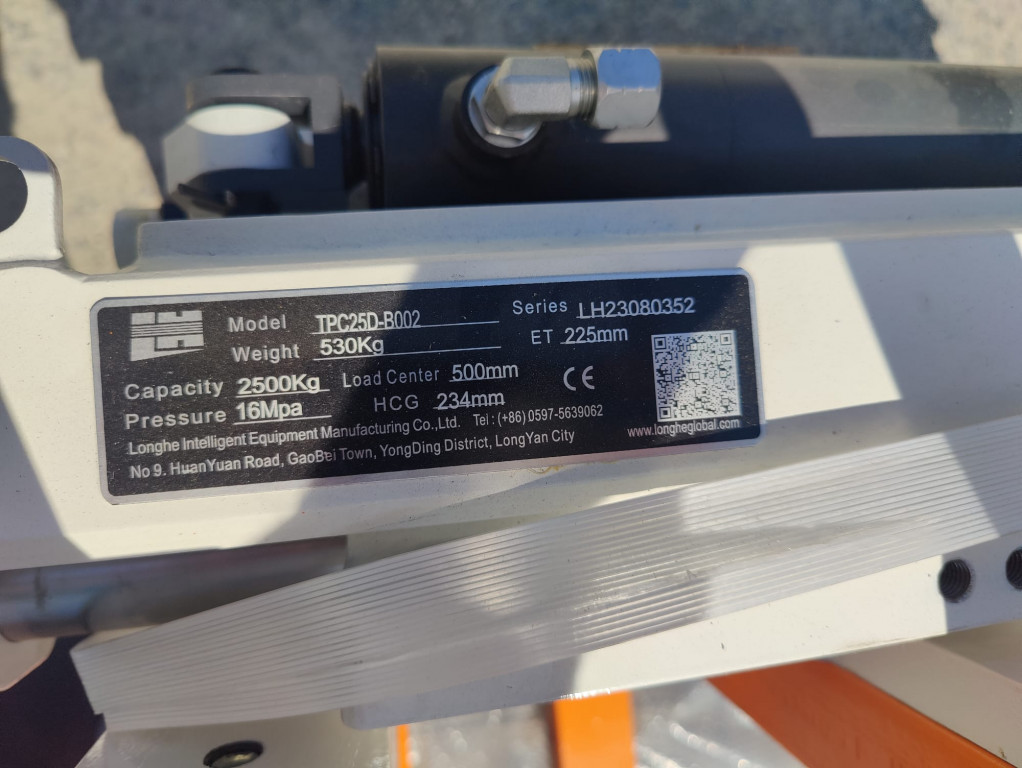 Model TPC25D-B002 Series LH23080352
Weight 530Kg ET 225mm
Capacity 2500Kg Load Center 500mm CE
Pressure 16Mpa HCG 234mm
Longhe Intelligent Equipment Manufacturing Co.,Ltd. Tel : (+86) 0597-5639062
No 9. HuanYuan Road, GaoBei Town, YongDing District, LongYan City
www.longheglobal.com